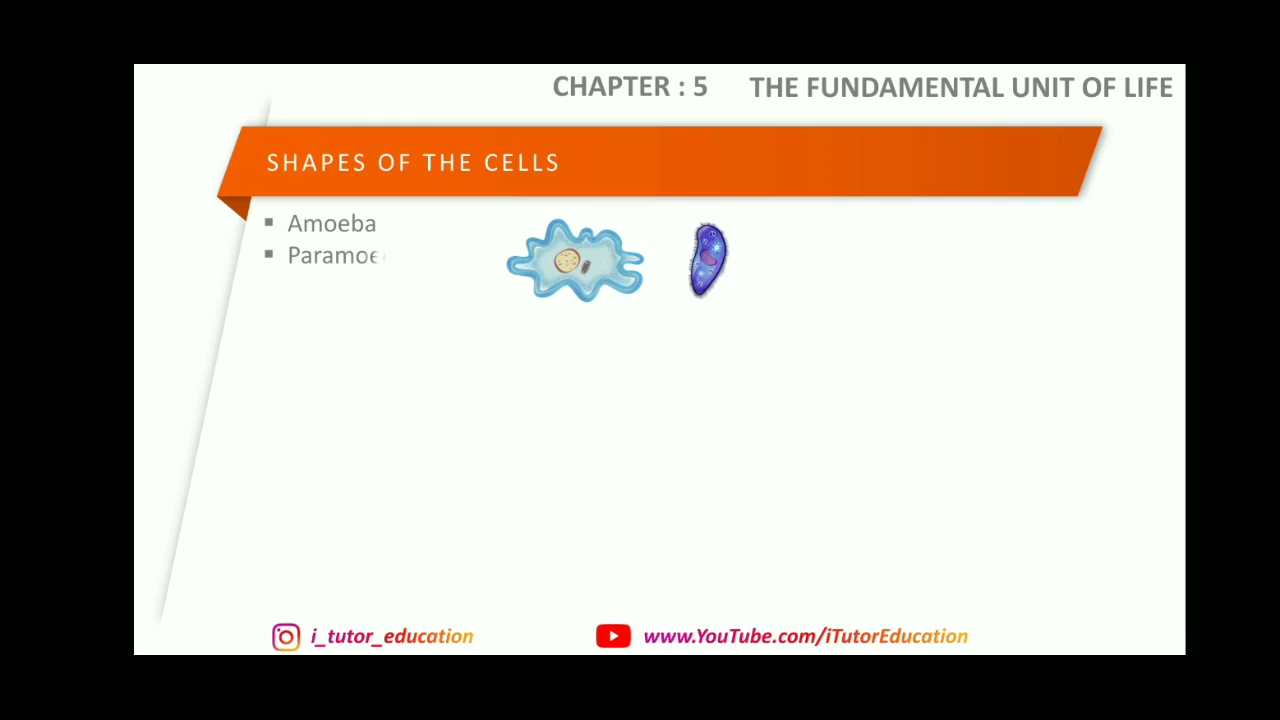 CHAPTER : 5 THE FUNDAMENTAL UNIT OF LIFE
SHAPES OF THE CELLS
Amoeba
i_tutor_education
www.YouTube.com/iTutorEducation